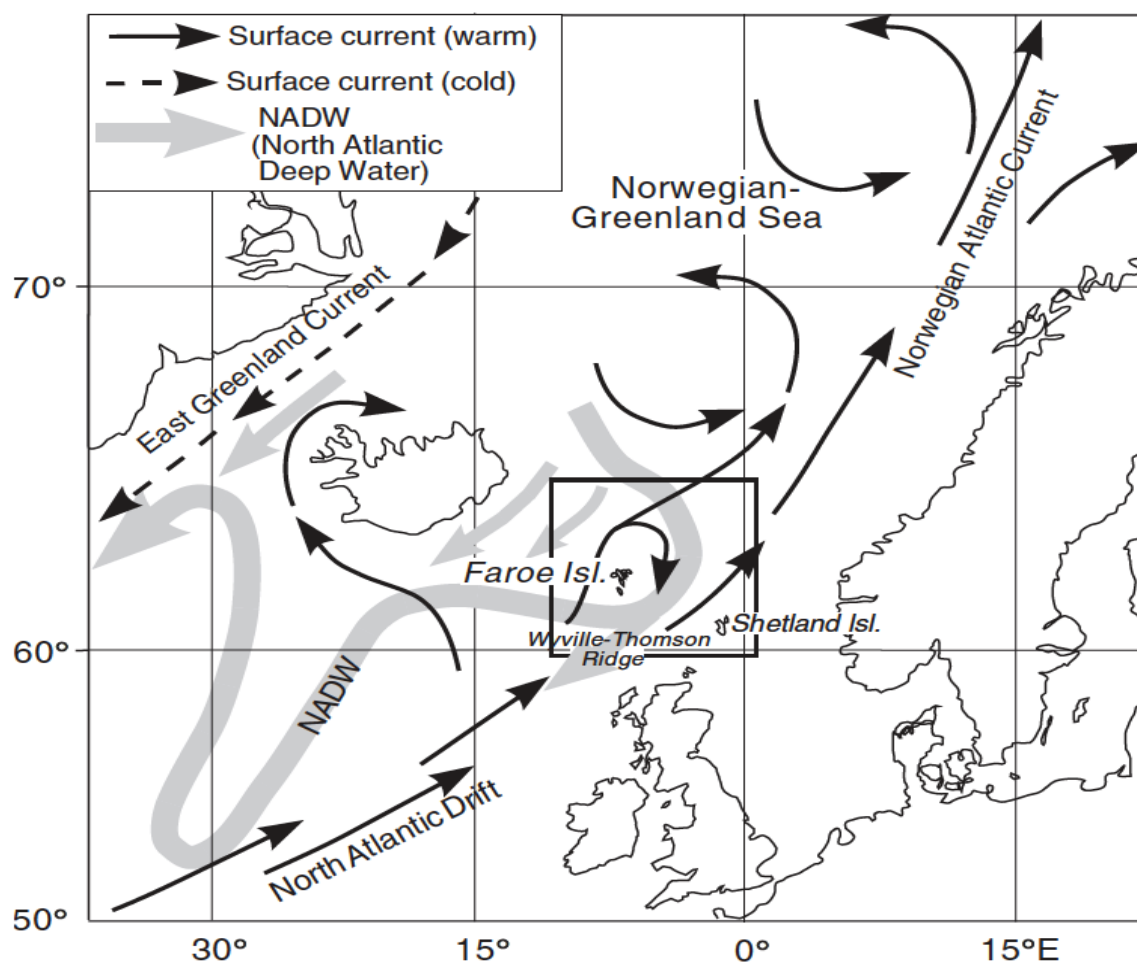 Surface current (warm)
Surface current (cold)
NADW
(North Atlantic
Deep Water)
Norwegian-
Greenland Sea
Norwegian Atlantic Current
70°
East Greenland Current
Faroe Isl.
Shetland Isl.
Wyville-Thomson
Ridge
60°
NADW
North Atlantic Drift
50°
30°
15°
0°
15°E